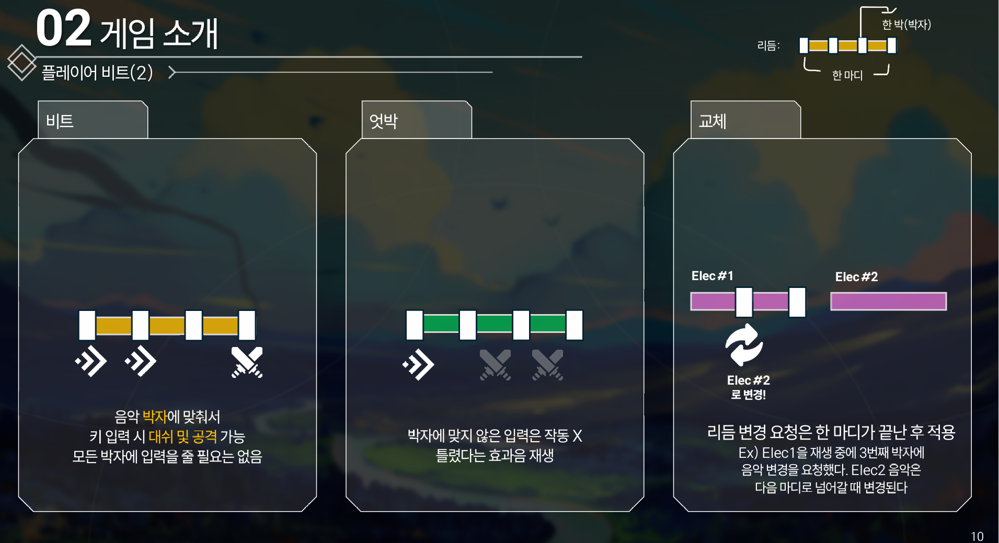 02 게임 소개
플레이어 비트(2)
한 박(박자)
리듬:
한 마디
비트
음악 박자에 맞춰서
키 입력 시 대쉬 및 공격 가능
모든 박자에 입력을 줄 필요는 없음
엇박
박자에 맞지 않은 입력은 작동 X
틀렸다는 효과음 재생
교체
Elec #1
Elec #2
Elec #2
로 변경!
리듬 변경 요청은 한 마디가 끝난 후 적용
Ex) Elec1을 재생 중에 3번째 박자에
음악 변경을 요청했다. Elec2 음악은
다음 마디로 넘어갈 때 변경된다
10